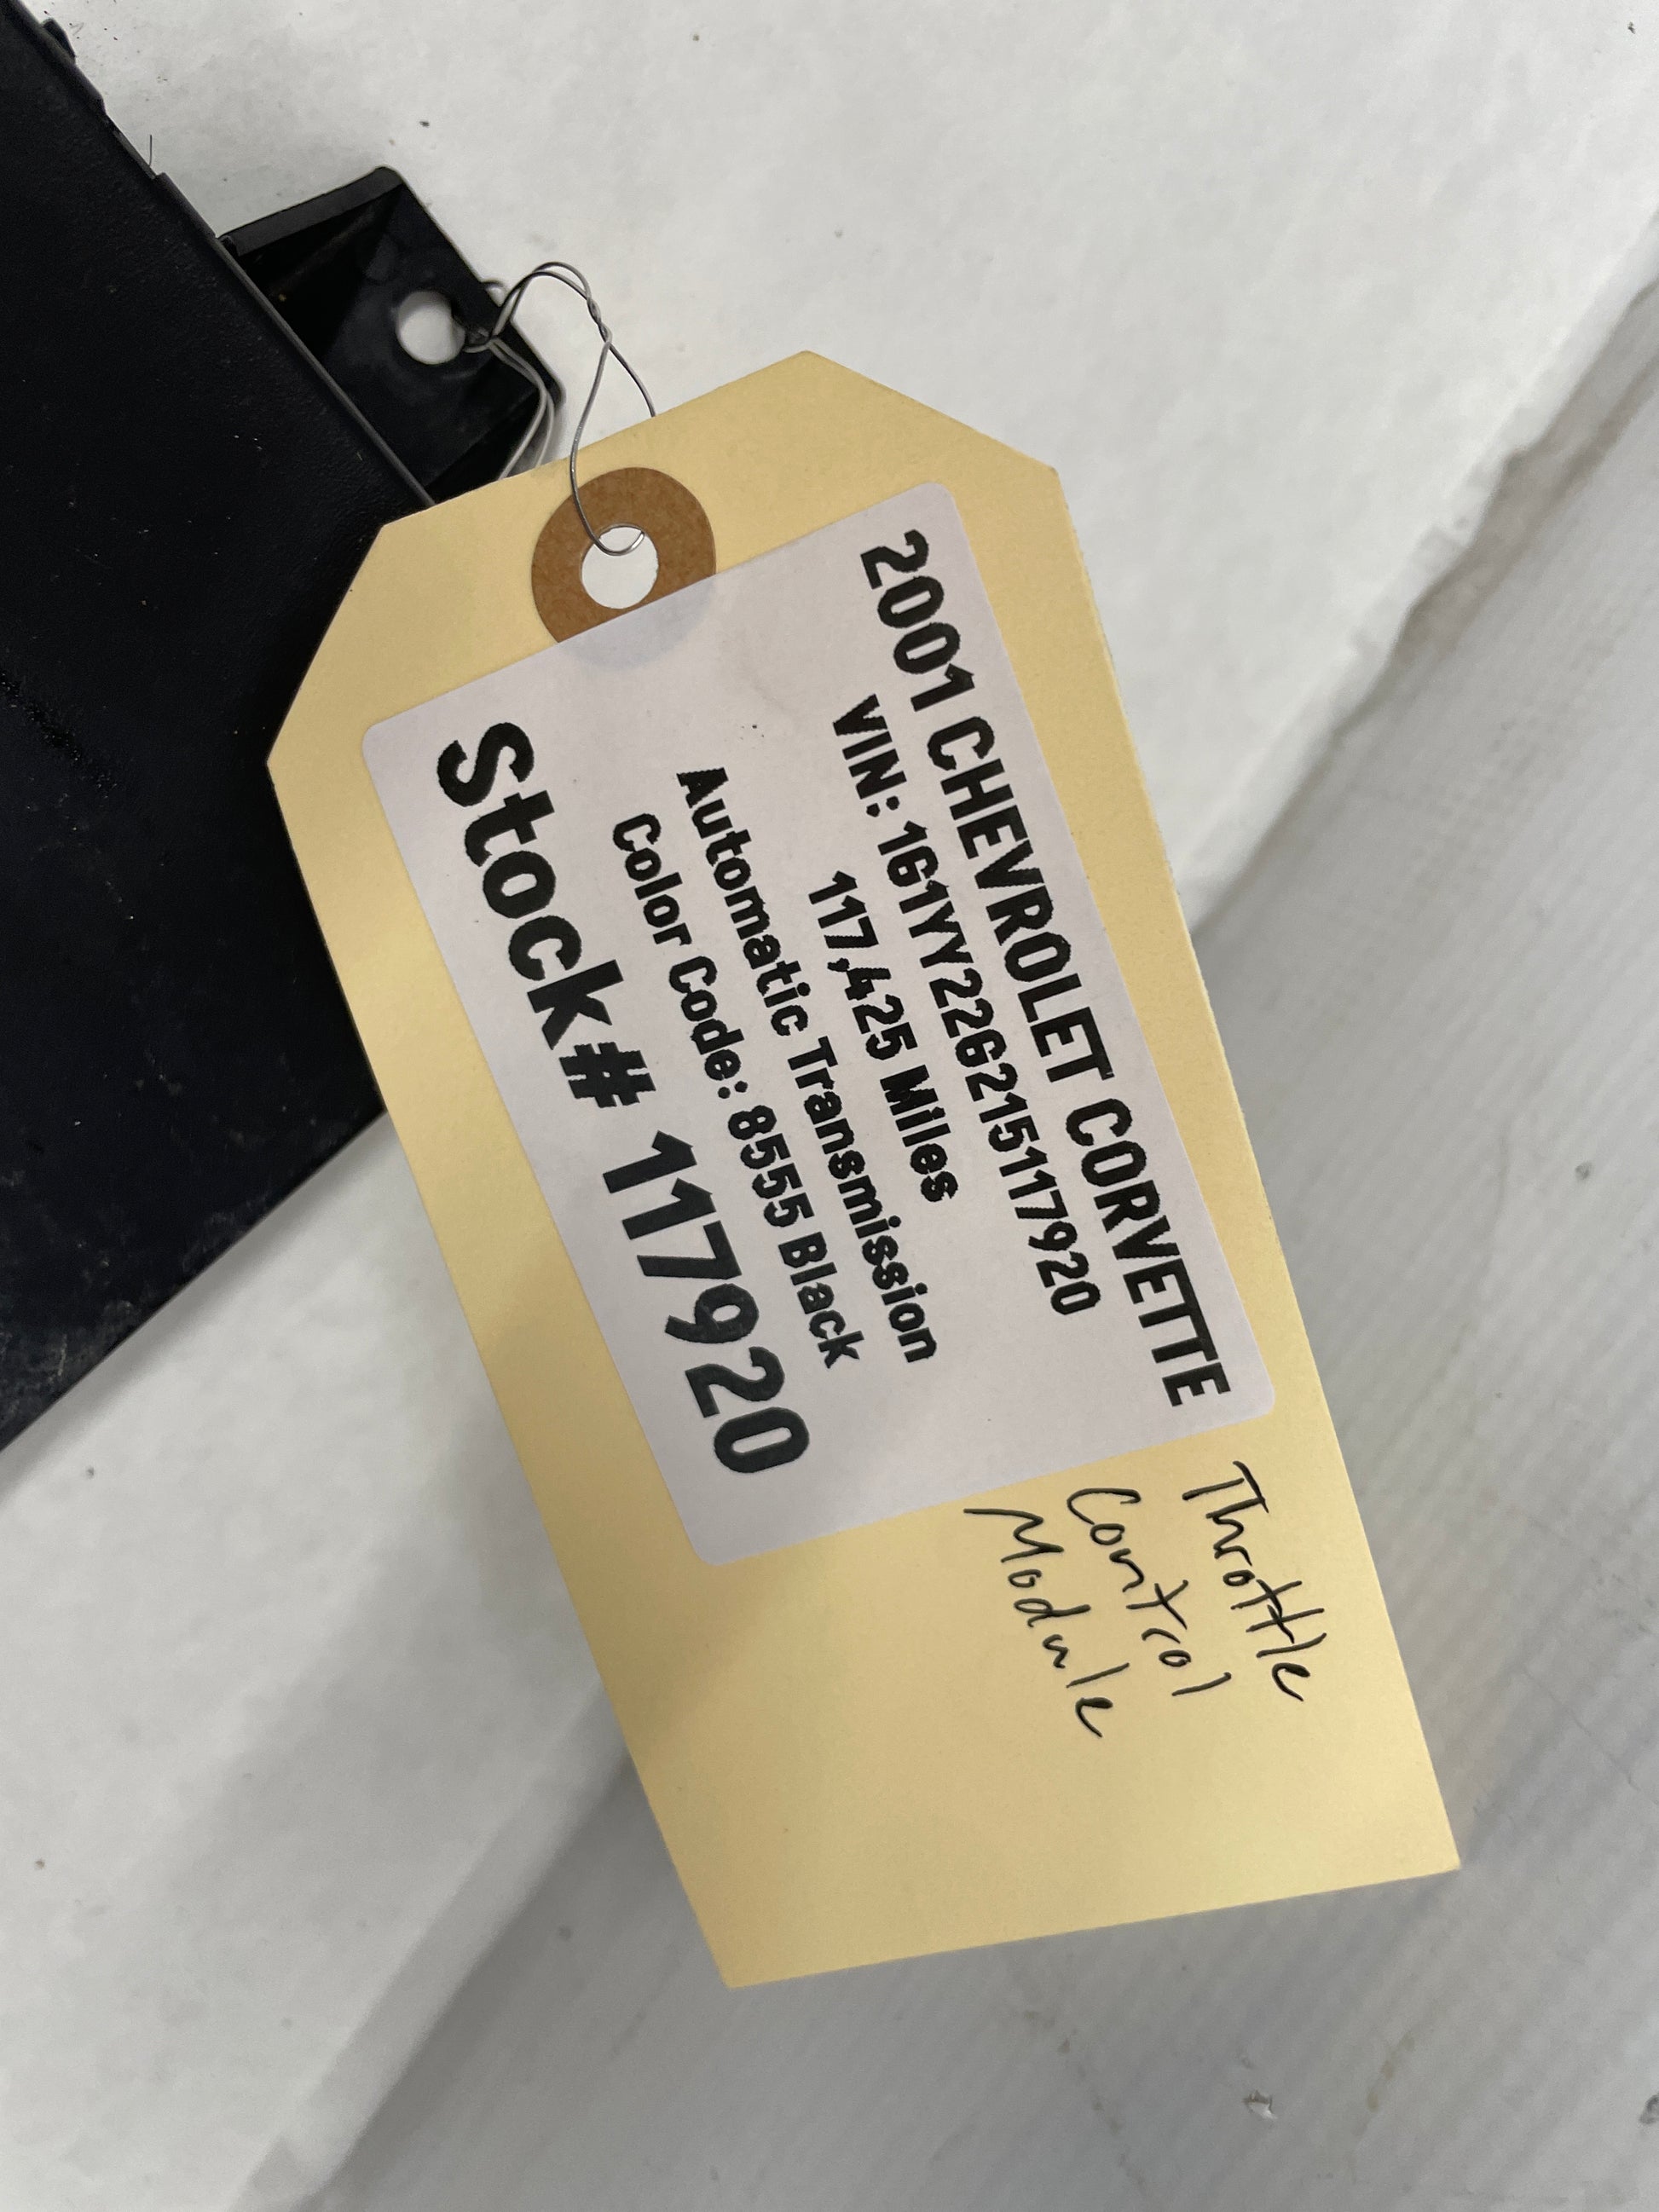 2001 CHEVROLET CORVETTE
VIN: 1G1YY22G215117920
117,425 Miles
Automatic Transmission
Color Code: 8555 Black
Stock# 117920
Throttle
Control
Module